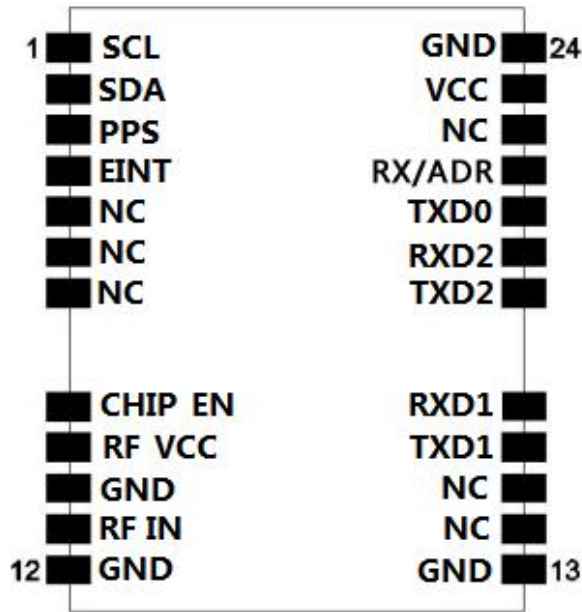 1 SCL GND 24
SDA VCC
PPS NC
EINT RX/ADR
NC TXD0
NC RXD2
NC TXD2
CHIP EN RXD1
RF VCC TXD1
GND NC
RF IN NC
12 GND GND 13